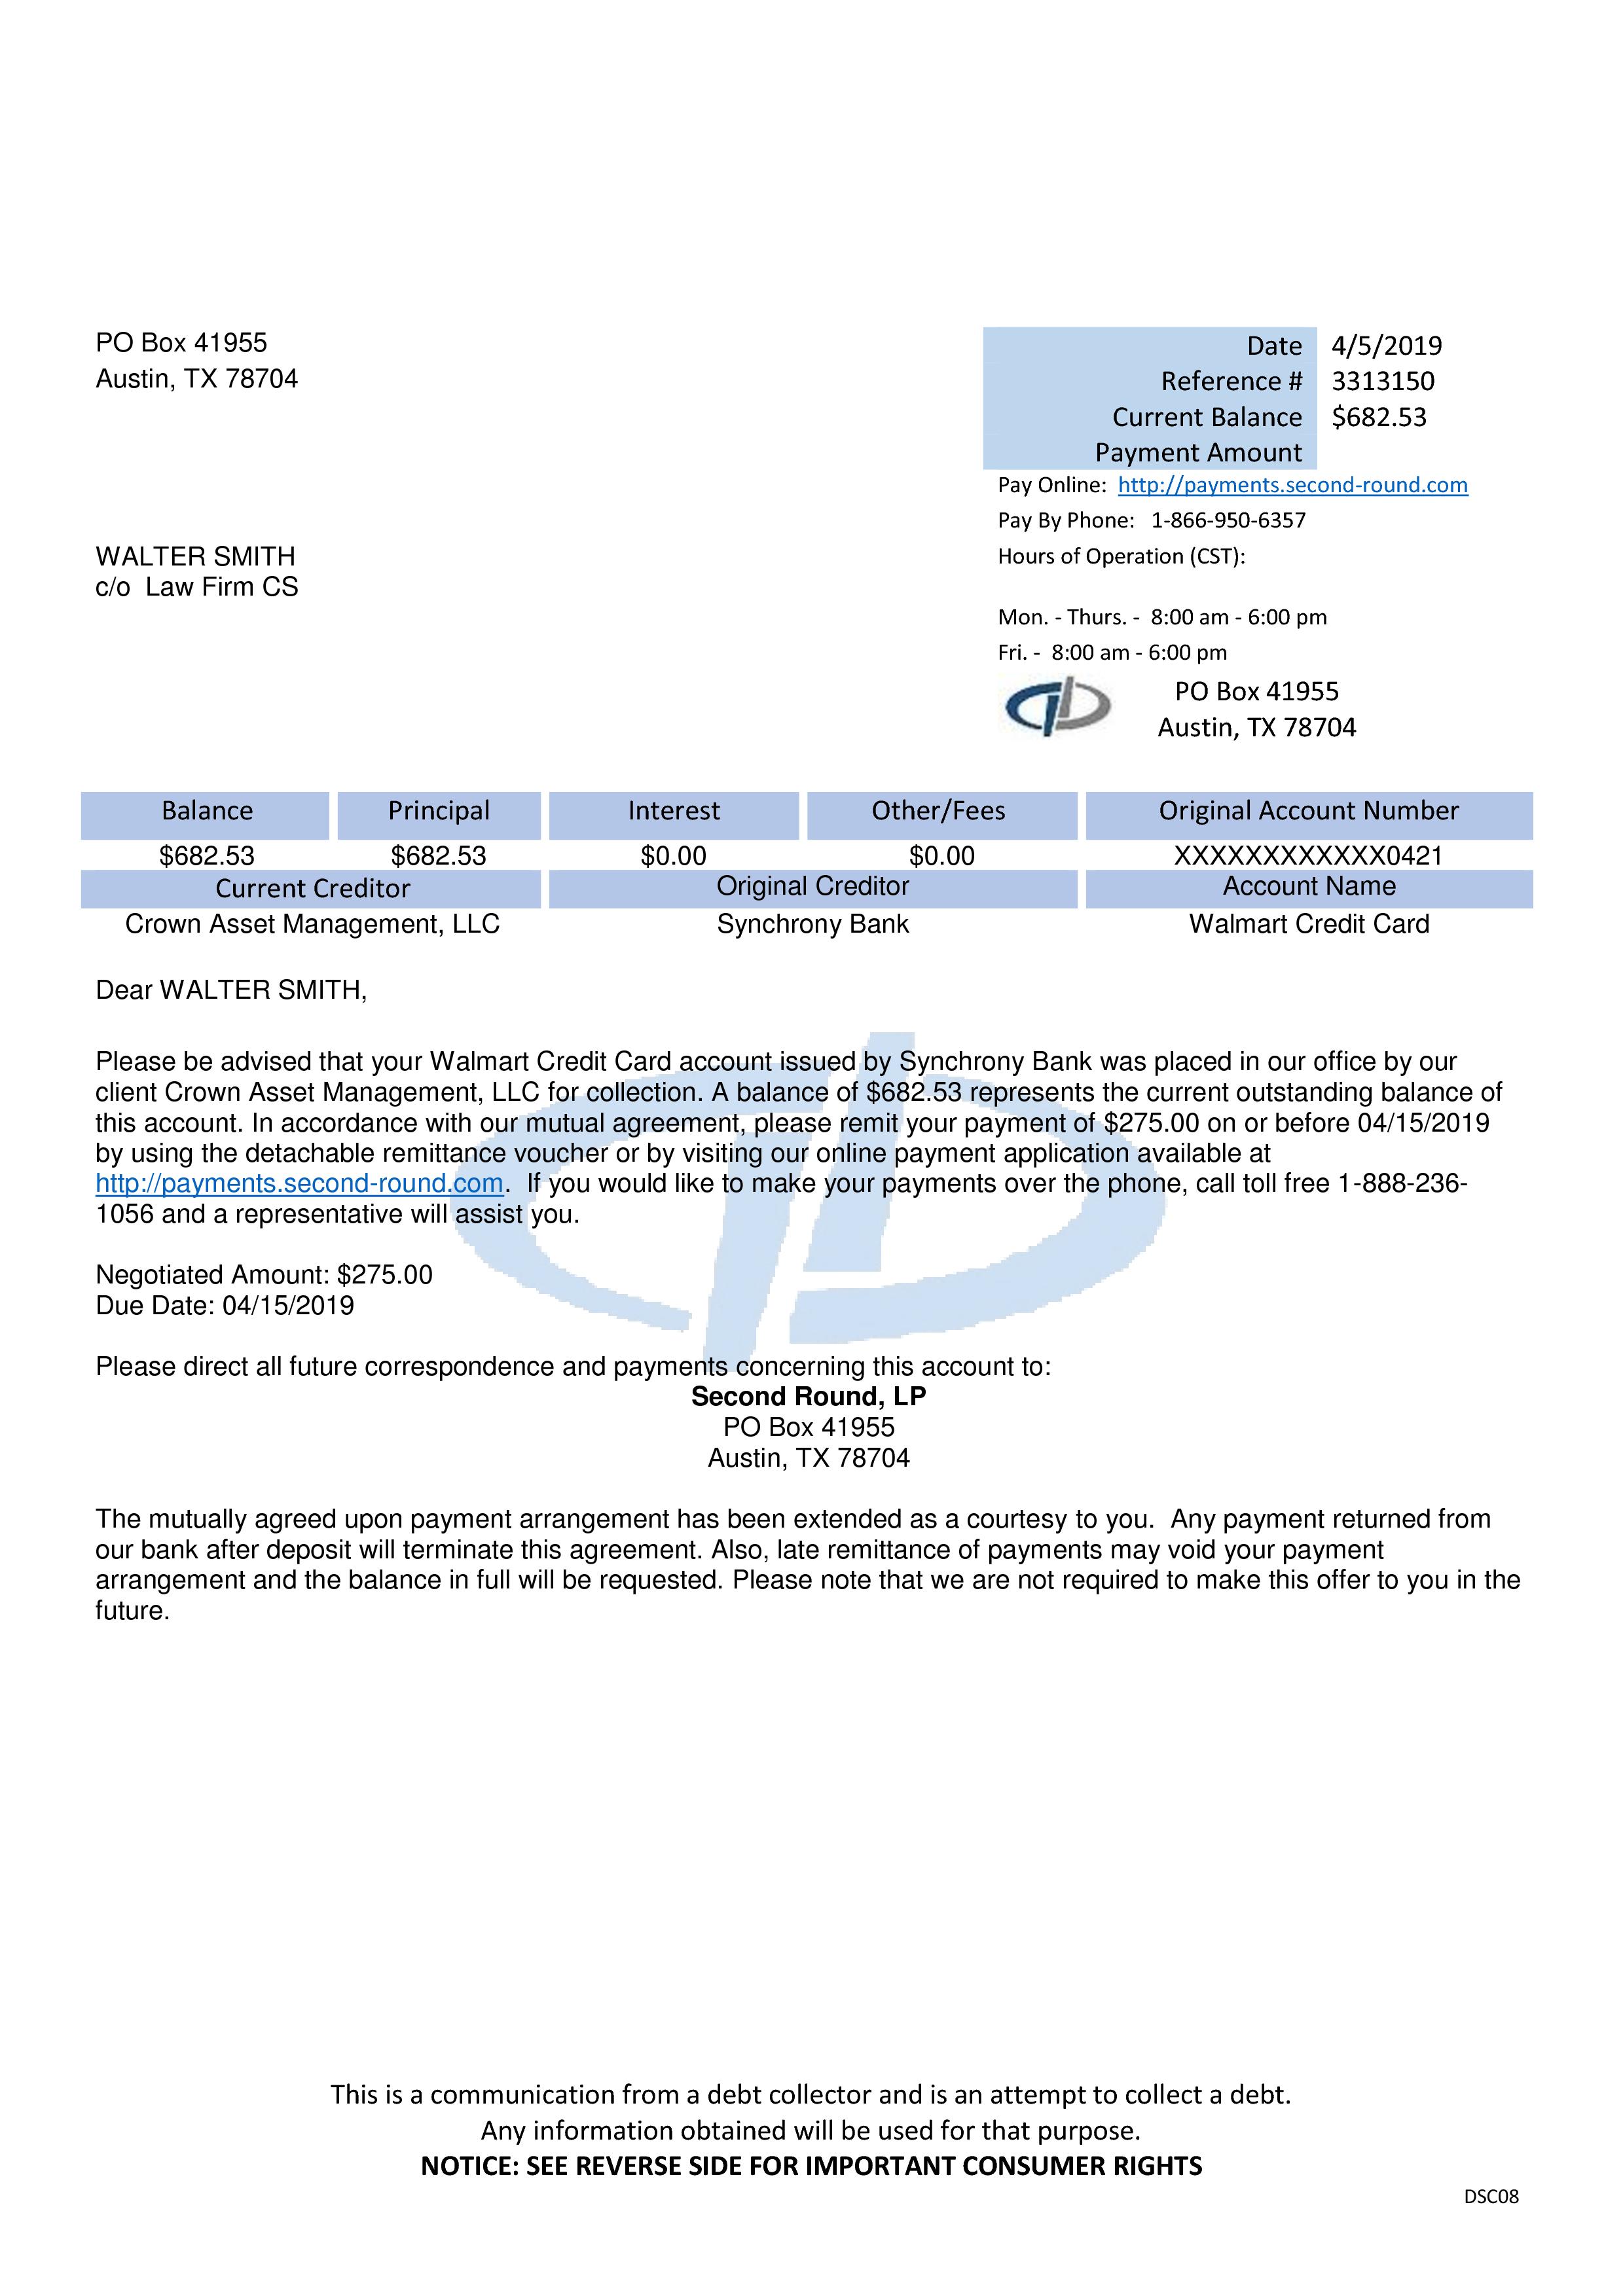 PO Box 41955
Austin, TX 78704
Date 4/5/2019
Reference # 3313150
Current Balance $682.53
Payment Amount
Pay Online: http://payments.second-round.com
Pay By Phone: 1-866-950-6357
WALTER SMITH
c/o Law Firm CS
Hours of Operation (CST):
Mon. - Thurs. - 8:00 am - 6:00 pm
Fri. - 8:00 am - 6:00 pm
PO Box 41955
Austin, TX 78704
Balance Principal Interest Other/Fees Original Account Number
$682.53 $682.53 $0.00 $0.00 XXXXXXXXXXXX0421
Current Creditor Original Creditor Account Name
Crown Asset Management, LLC Synchrony Bank Walmart Credit Card
Dear WALTER SMITH,
Please be advised that your Walmart Credit Card account issued by Synchrony Bank was placed in our office by our
client Crown Asset Management, LLC for collection. A balance of $682.53 represents the current outstanding balance of
this account. In accordance with our mutual agreement, please remit your payment of $275.00 on or before 04/15/2019
by using the detachable remittance voucher or by visiting our online payment application available at
http://payments.second-round.com. If you would like to make your payments over the phone, call toll free 1-888-236-
1056 and a representative will assist you.
Negotiated Amount: $275.00
Due Date: 04/15/2019
Please direct all future correspondence and payments concerning this account to:
Second Round, LP
PO Box 41955
Austin, TX 78704
The mutually agreed upon payment arrangement has been extended as a courtesy to you. Any payment returned from
our bank after deposit will terminate this agreement. Also, late remittance of payments may void your payment
arrangement and the balance in full will be requested. Please note that we are not required to make this offer to you in the
future.
This is a communication from a debt collector and is an attempt to collect a debt.
Any information obtained will be used for that purpose.
NOTICE: SEE REVERSE SIDE FOR IMPORTANT CONSUMER RIGHTS
DSC08